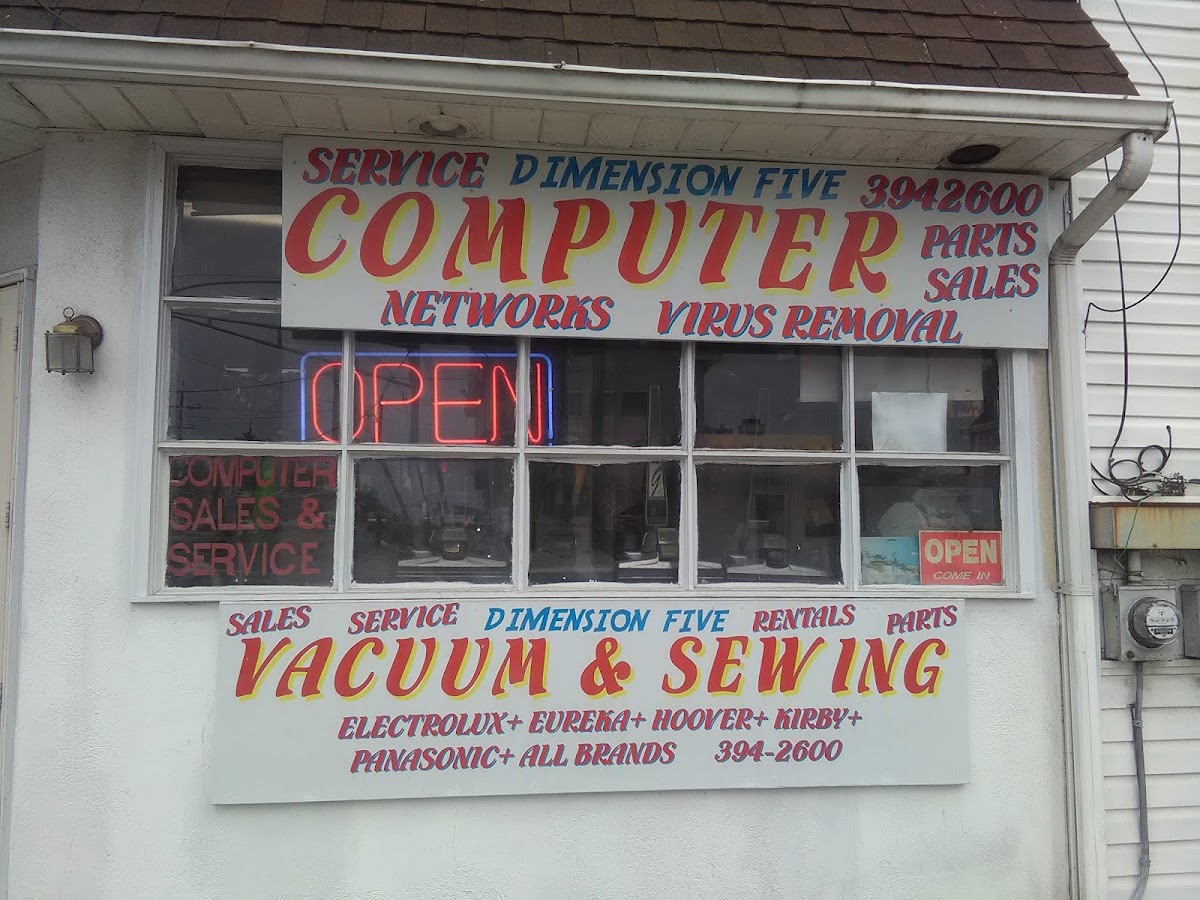 SERVICE DIMENSION FIVE 3942600
COMPUTER
PARTS
SALES
NETWORKS VIRUS REMOVAL
OPEN
COMPUTER
SALES &
SERVICE
OPEN
COME IN
SALES SERVICE DIMENSION FIVE RENTALS PARTS
VACUUM & SEWING
ELECTROLUX+ EUREKA+ HOOVER+ KIRBY+
PANASONIC+ ALL BRANDS 394-2600